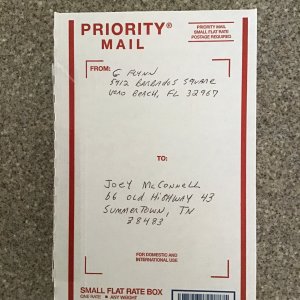 PRIORITY®
MAIL
PRIORITY MAIL
SMALL FLAT RATE
POSTAGE REQUIRED
FROM:
G FLYNN
5912 BARBADOS SQUARE
VERO BEACH, FL 32967
TO:
JOEY MCCONNELL
66 OLD HIGHWAY 43
SUMMERTOWN, TN
38483
FOR DOMESTIC AND
INTERNATIONAL USE
SMALL FLAT RATE BOX
ONE RATE ■ ANY WEIGHT